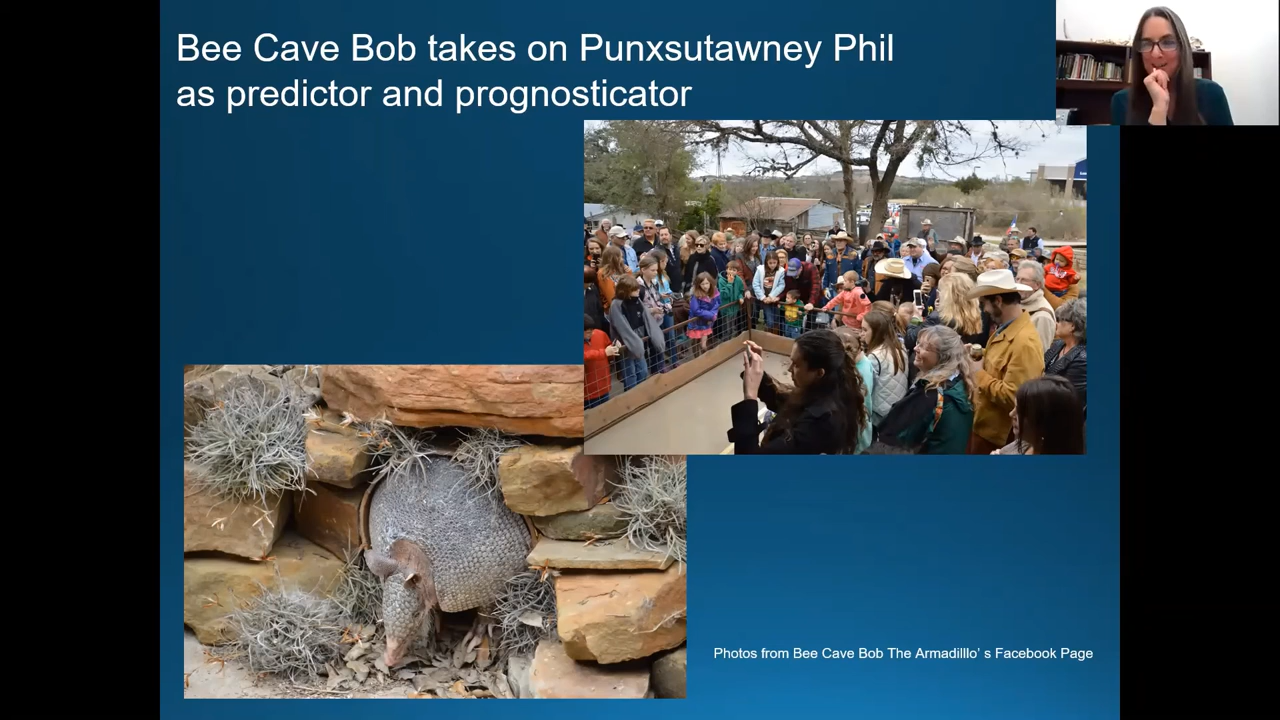 Bee Cave Bob takes on Punxsutawney Phil
as predictor and prognosticator
Photos from Bee Cave Bob The Armadilllo' s Facebook Page